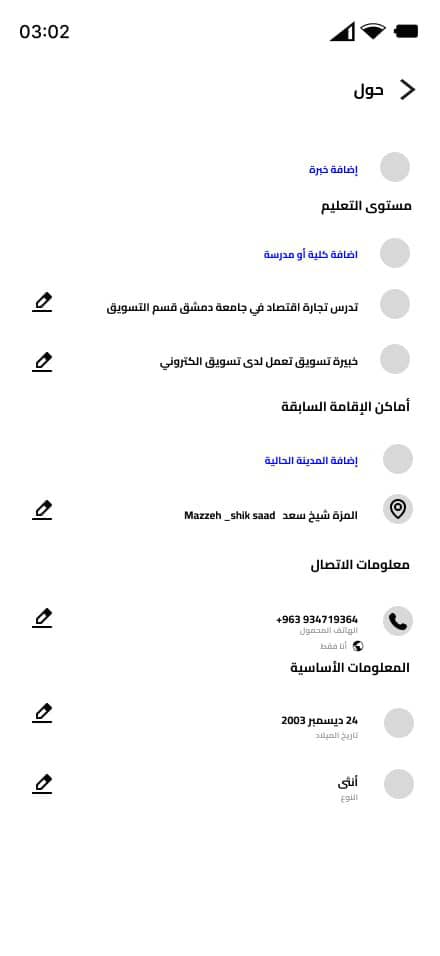 03:02
حول
إضافة خبرة
مستوى التعليم
اضافة كلية أو مدرسة
تدرس تجارة اقتصاد في جامعة دمشق قسم التسويق
خبيرة تسويق تعمل لدى تسويق الكتروني
أماكن الإقامة السابقة
إضافة المدينة الحالية
المزة شيخ سعد Mazzeh _shik saad
معلومات الاتصال
+963 934719364
الهاتف المحمول
أنا فقط
المعلومات الأساسية
24 ديسمبر 2003
تاريخ الميلاد
أنثى
النوع